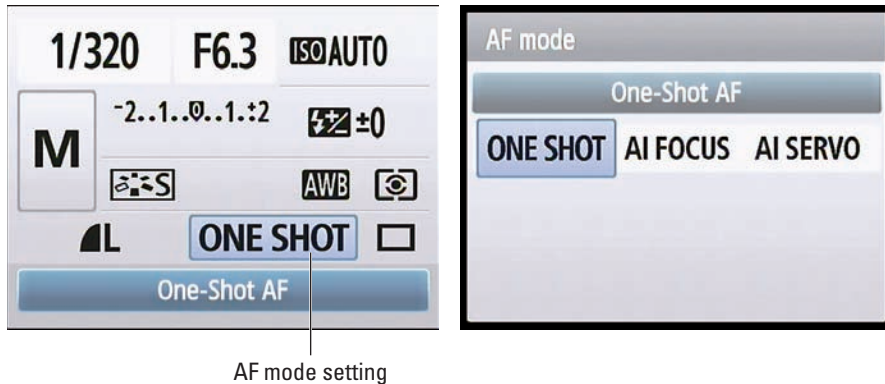 1/320 F6.3 ISO AUTO
-2..1..0..1.:2 ±0
M
S AWB
L ONE SHOT
One-Shot AF
AF mode setting
AF mode
One-Shot AF
ONE SHOT AI FOCUS AI SERVO